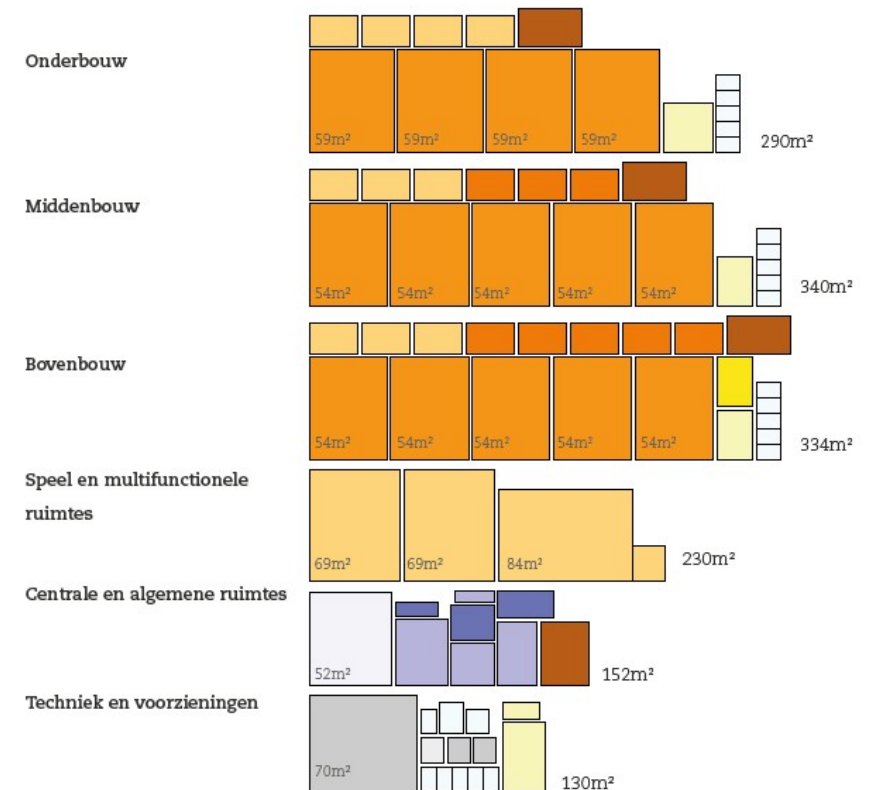 Onderbouw
59m² 59m² 59m² 59m²
290m²
Middenbouw
54m² 54m² 54m² 54m² 54m²
340m²
Bovenbouw
54m² 54m² 54m² 54m² 54m²
334m²
Speel en multifunctionele
ruimtes
69m² 69m² 84m²
230m²
Centrale en algemene ruimtes
52m²
152m²
Techniek en voorzieningen
70m²
130m²